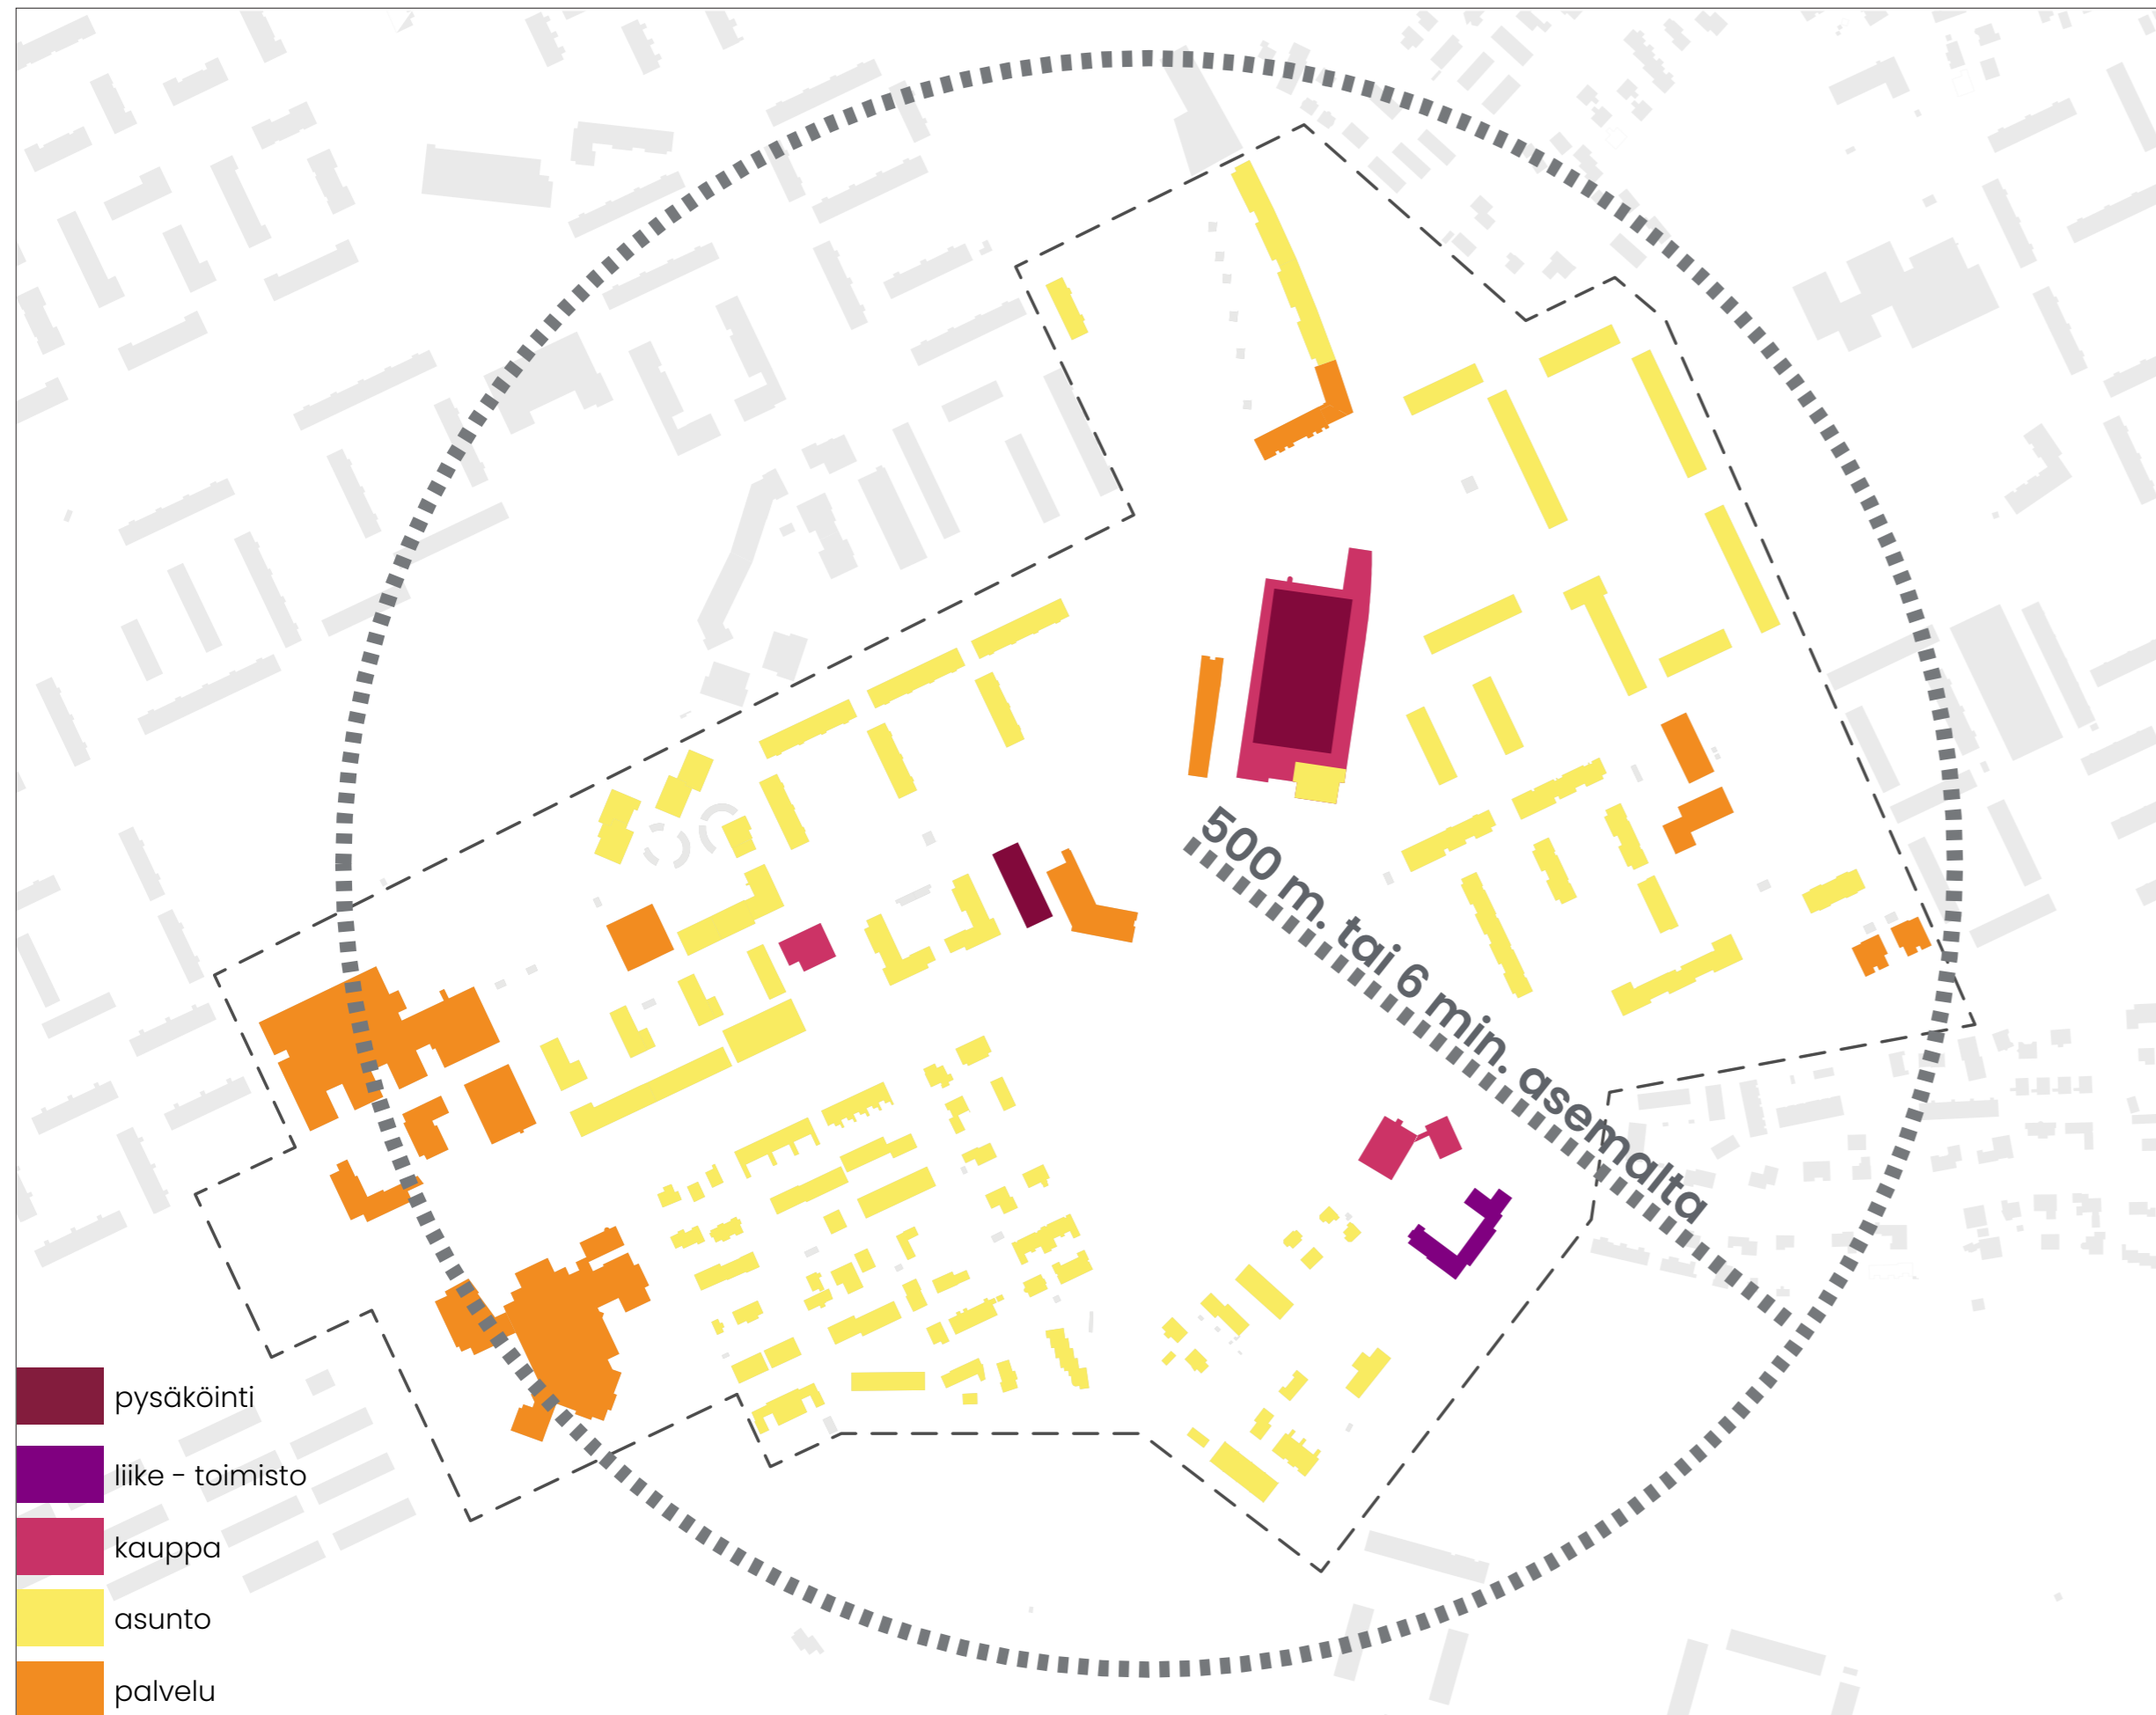 500 m. tai 6 min. asemalta
pysäköinti
liike - toimisto
kauppa
asunto
palvelu